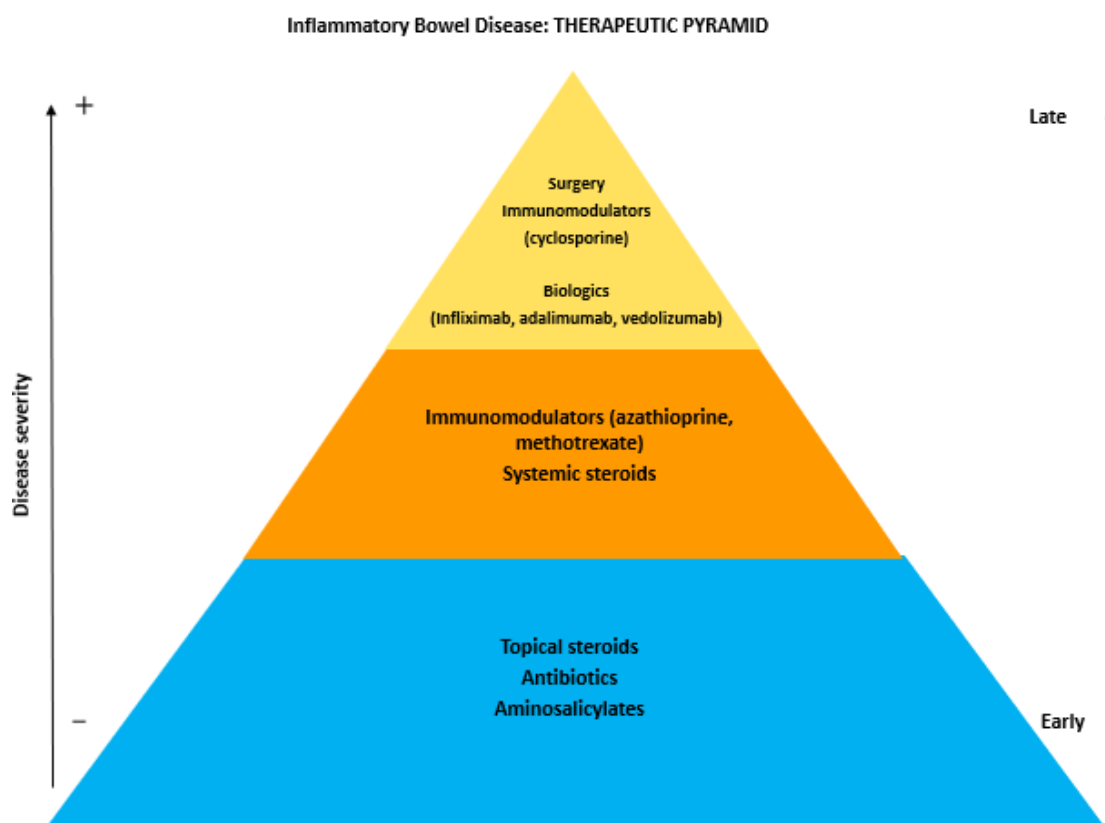 Inflammatory Bowel Disease: THERAPEUTIC PYRAMID
+
Late
Surgery
Immunomodulators
(cyclosporine)
Biologics
(Infliximab, adalimumab, vedolizumab)
Disease severity
Immunomodulators (azathioprine,
methotrexate)
Systemic steroids
Topical steroids
Antibiotics
Aminosalicylates
−
Early